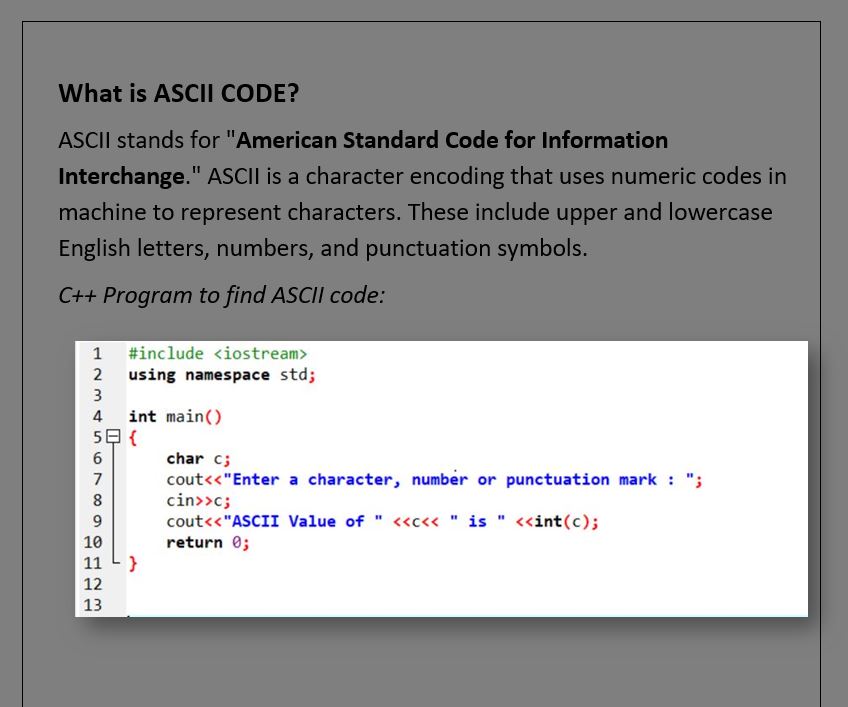 What is ASCII CODE?
ASCII stands for "American Standard Code for Information
Interchange." ASCII is a character encoding that uses numeric codes in
machine to represent characters. These include upper and lowercase
English letters, numbers, and punctuation symbols.
C++ Program to find ASCII code:
1 #include <iostream>
2 using namespace std;
3
4 int main()
5 {
6 char c;
7 cout<<"Enter a character, number or punctuation mark : ";
8 cin>>c;
9 cout<<"ASCII Value of " <<c<< " is " <<int(c);
10 return 0;
11 }
12
13